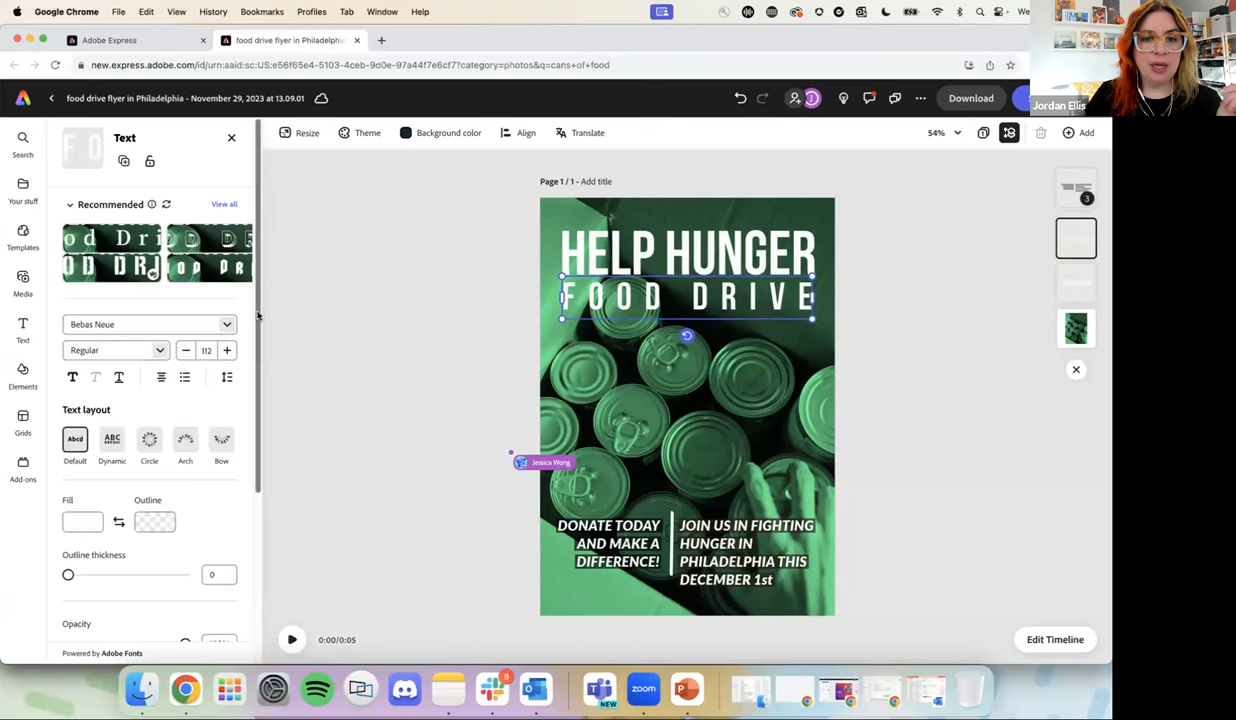 Google Chrome File Edit View History Bookmarks Profiles Tab Window Help
Adobe Express
food drive flyer in Philadelphia
new.express.adobe.com/id/urn:aaid:sc:US:e56f65e4-5103-4ceb-9d0e-97a44f7e6cf7?category=photos&q=cans+of+food
food drive flyer in Philadelphia - November 29, 2023 at 13.09.01
J
Download
Jordan Ellis
Text
Resize Theme Background color Align Translate
54%
Add
Search
Your stuff
Templates
Media
Text
Elements
Grids
Add-ons
Recommended
View all
Bebas Neue
Regular
112
Text layout
Abcd
Default
Dynamic
Circle
Arch
Bow
Fill
Outline
Outline thickness
0
Opacity
Powered by Adobe Fonts
Page 1 / 1 - Add title
HELP HUNGER
FOOD DRIVE
Jessica Wong
DONATE TODAY
AND MAKE A
DIFFERENCE!
JOIN US IN FIGHTING
HUNGER IN
PHILADELPHIA THIS
DECEMBER 1st
3
0:00/0:05
Edit Timeline
8
NEW
zoom